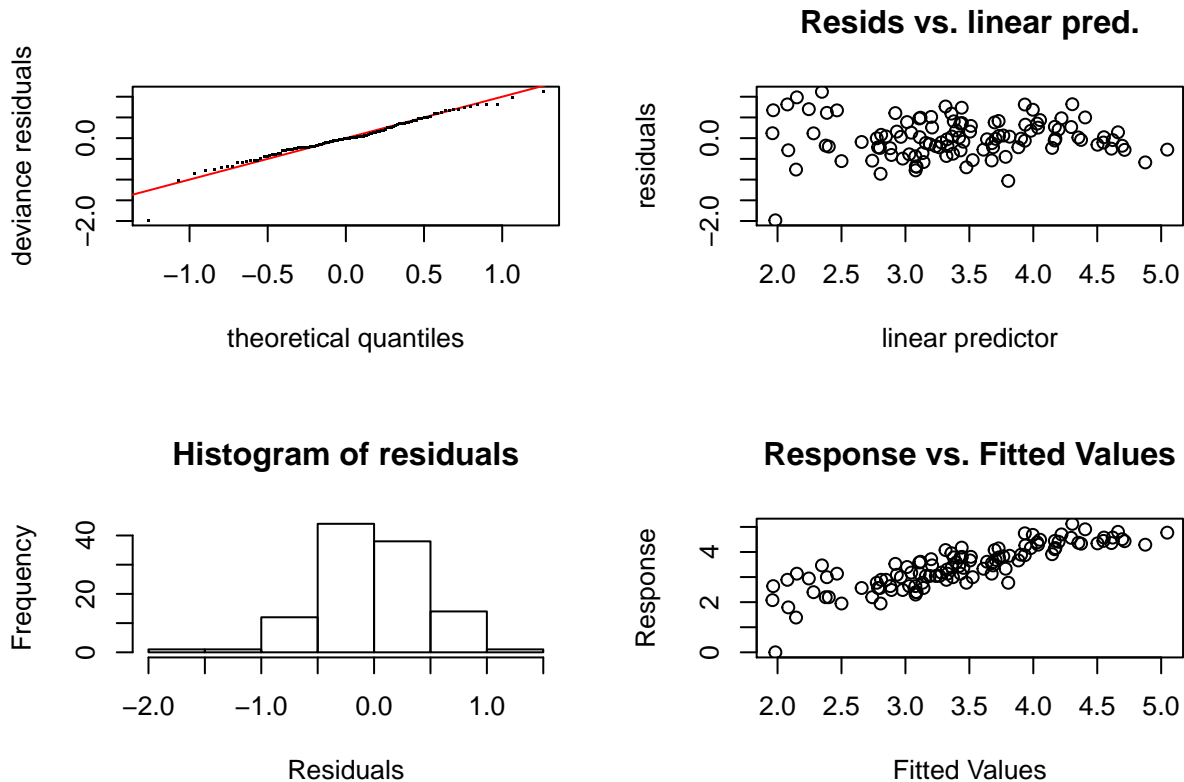 deviance residuals
0.0
−2.0
−1.0 −0.5 0.0 0.5 1.0
theoretical quantiles
Resids vs. linear pred.
residuals
0.0
−2.0
2.0 2.5 3.0 3.5 4.0 4.5 5.0
linear predictor
Histogram of residuals
Frequency
40
20
0
−2.0 −1.0 0.0 1.0
Residuals
Response vs. Fitted Values
Response
4
2
0
2.0 2.5 3.0 3.5 4.0 4.5 5.0
Fitted Values